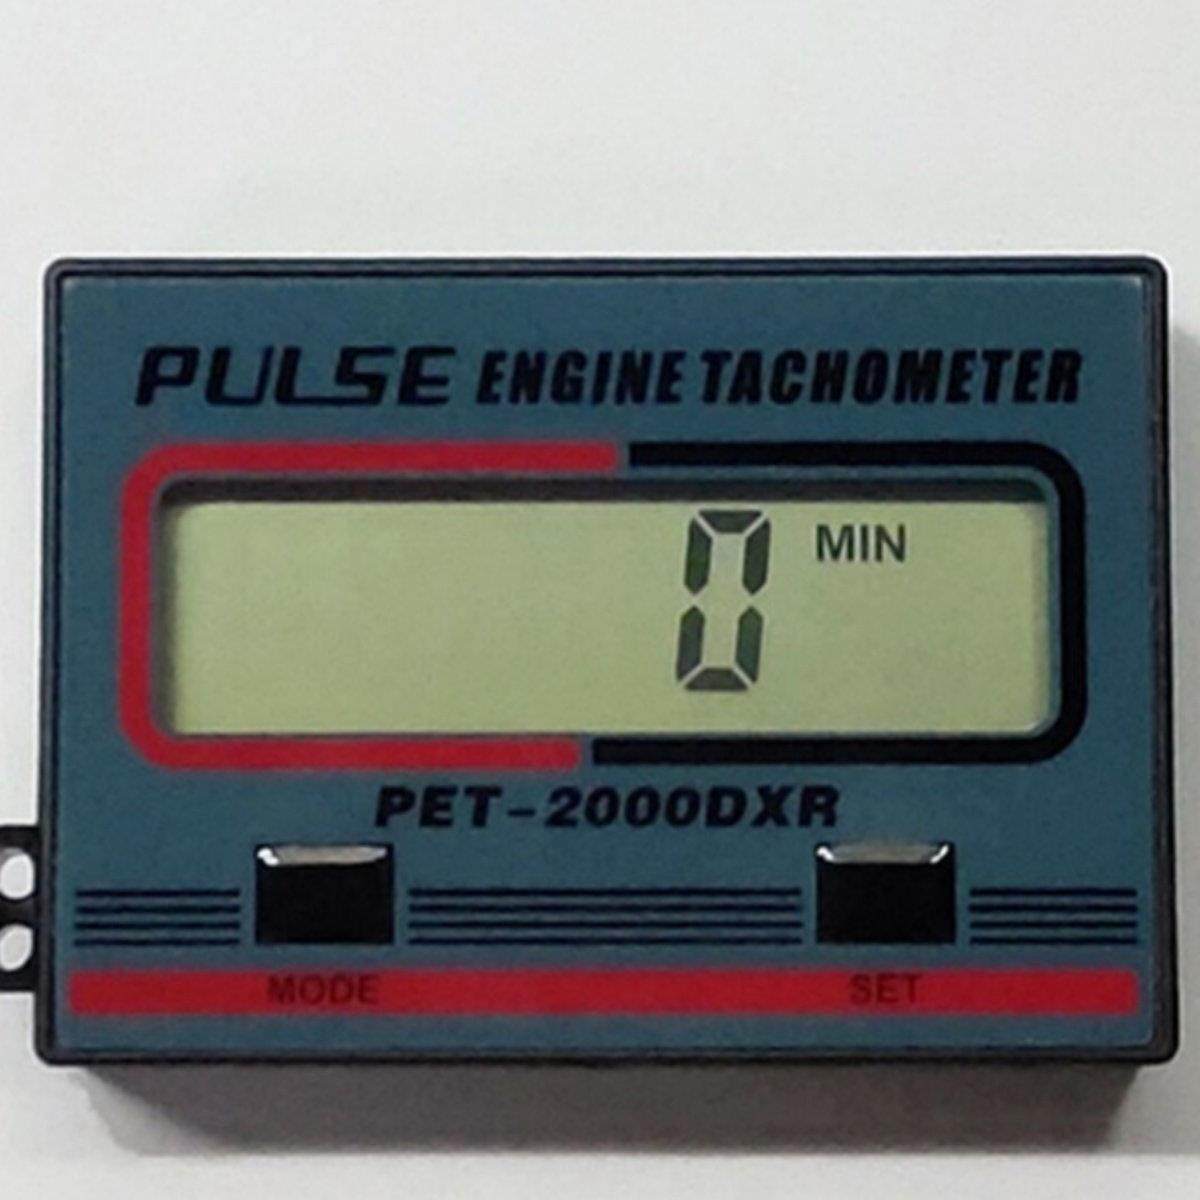 PULSE ENGINE TACHOMETER
0 MIN
PET-2000DXR
MODE SET